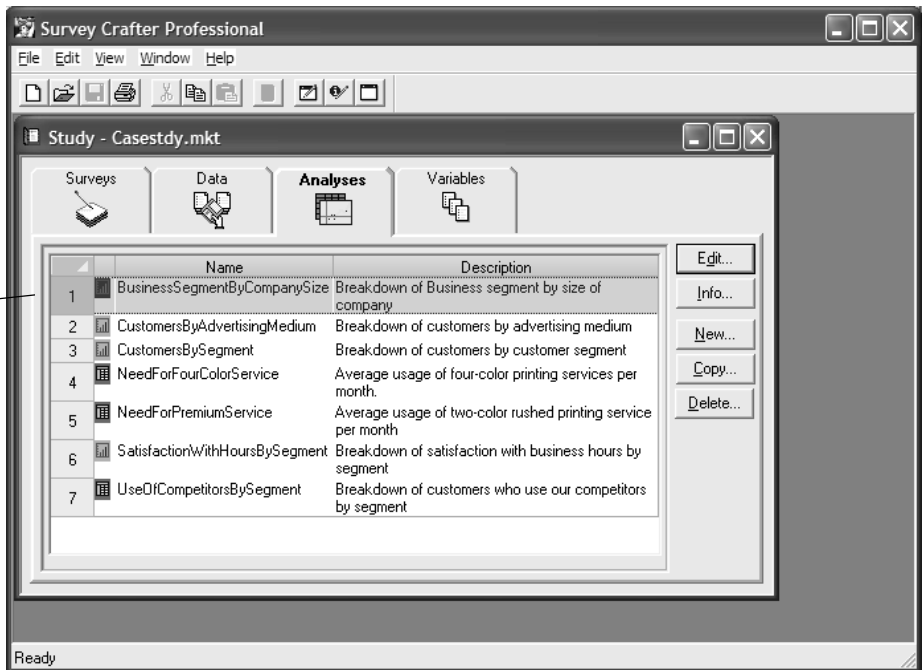 Survey Crafter Professional
File Edit View Window Help
Study - Casestdy.mkt
Surveys Data Analyses Variables
Name Description
1 BusinessSegmentByCompanySize Breakdown of Business segment by size of
company
2 CustomersByAdvertisingMedium Breakdown of customers by advertising medium
3 CustomersBySegment Breakdown of customers by customer segment
4 NeedForFourColorService Average usage of four-color printing services per
month.
5 NeedForPremiumService Average usage of two-color rushed printing service
per month
6 SatisfactionWithHoursBySegment Breakdown of satisfaction with business hours by
segment
7 UseOfCompetitorsBySegment Breakdown of customers who use our competitors
by segment
Edit...
Info...
New...
Copy...
Delete...
Ready